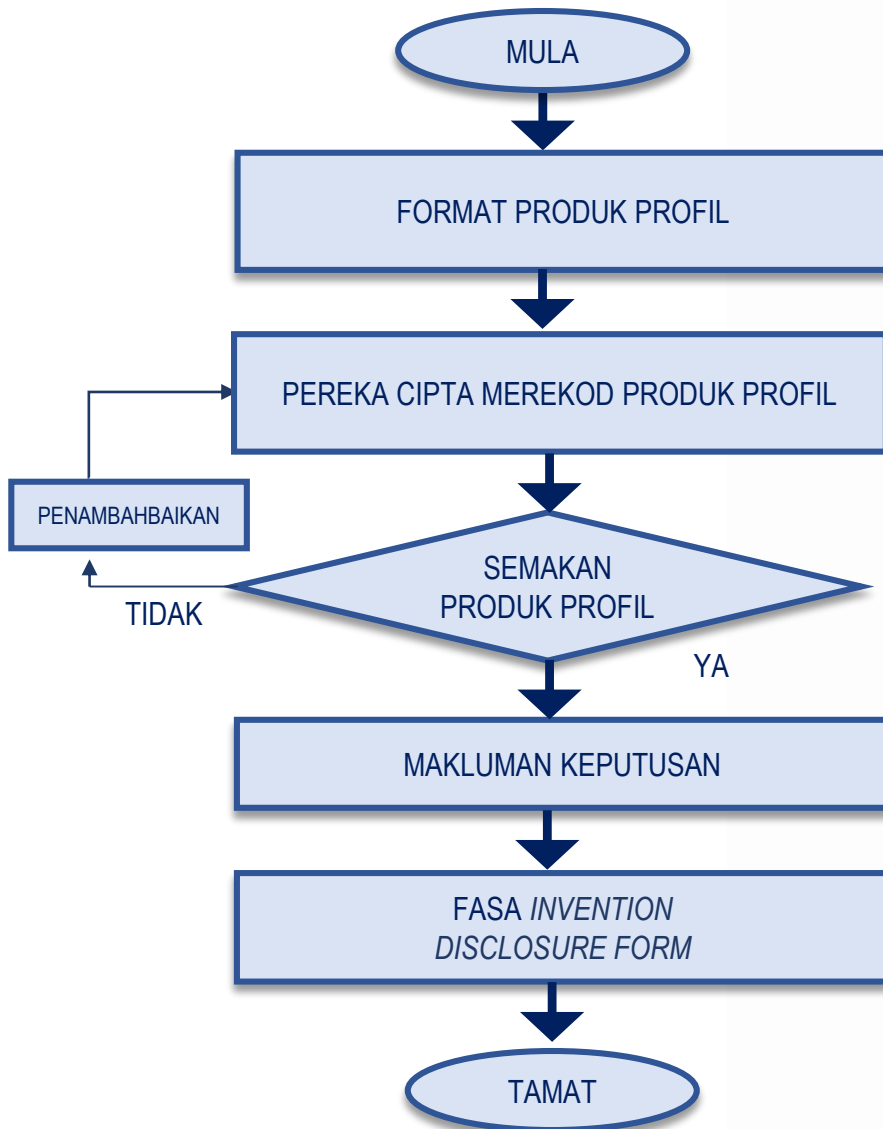 MULA
FORMAT PRODUK PROFIL
PEREKA CIPTA MEREKOD PRODUK PROFIL
PENAMBAHBAIKAN
SEMAKAN
PRODUK PROFIL
TIDAK
YA
MAKLUMAN KEPUTUSAN
FASA INVENTION
DISCLOSURE FORM
TAMAT